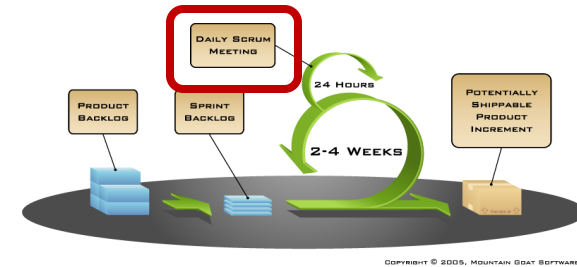 DAILY SCRUM
MEETING
24 HOURS
PRODUCT
BACKLOG
SPRINT
BACKLOG
POTENTIALLY
SHIPPABLE
PRODUCT
INCREMENT
2-4 WEEKS
COPYRIGHT © 2005, MOUNTAIN GOAT SOFTWARE